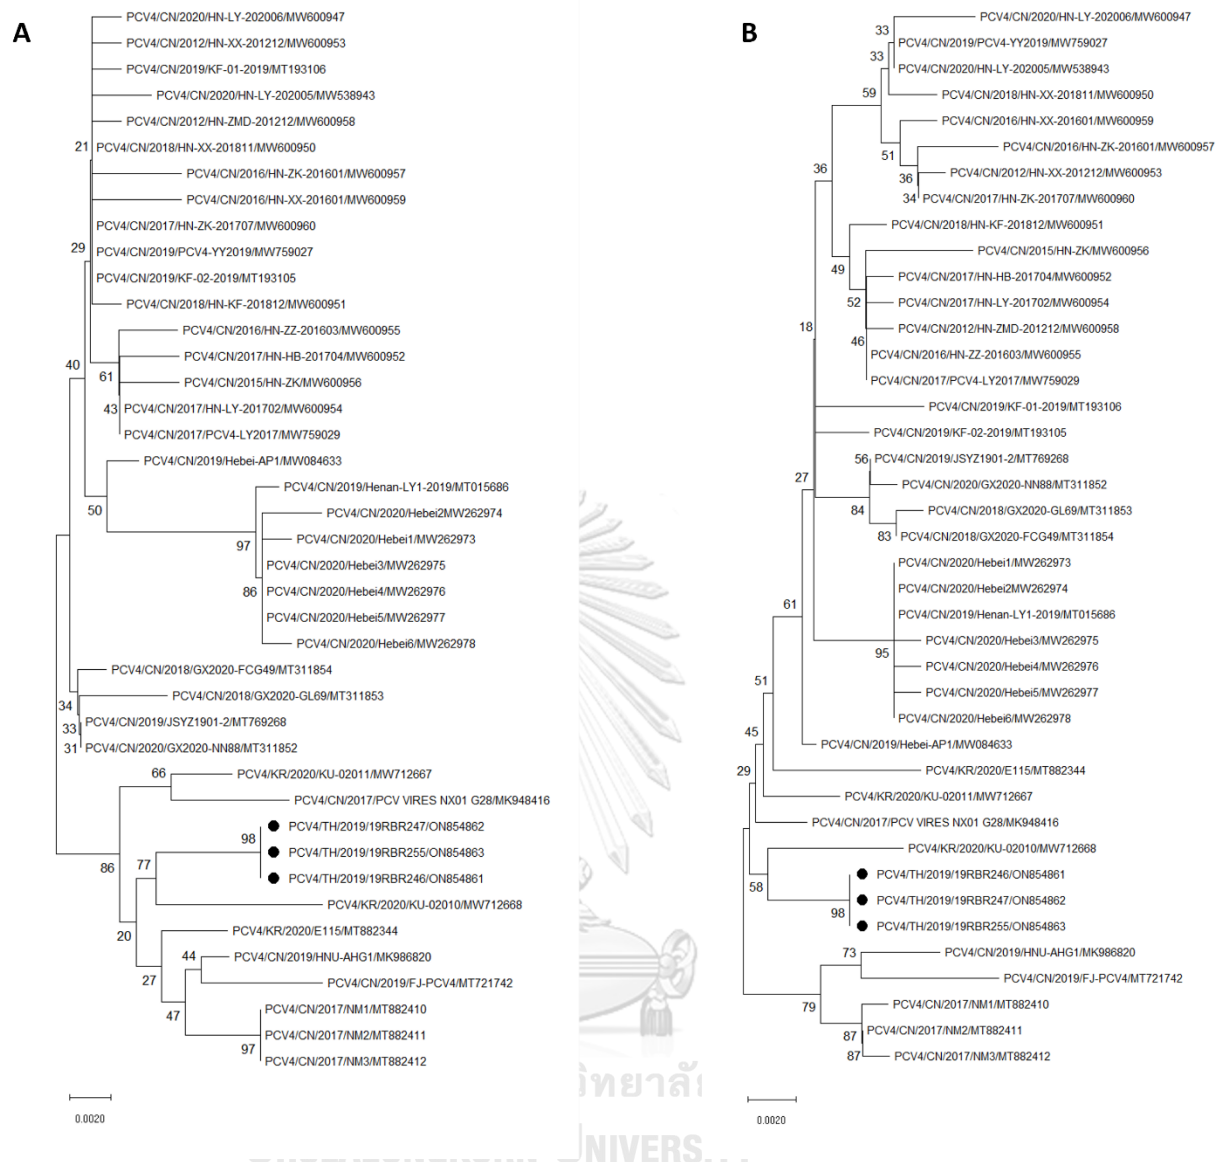 A
PCV4/CN/2020/HN-LY-202006/MW600947
PCV4/CN/2012/HN-XX-201212/MW600953
PCV4/CN/2019/KF-01-2019/MT193106
PCV4/CN/2020/HN-LY-202005/MW538943
PCV4/CN/2012/HN-ZMD-201212/MW600958
21
PCV4/CN/2018/HN-XX-201811/MW600950
PCV4/CN/2016/HN-ZK-201601/MW600957
PCV4/CN/2016/HN-XX-201601/MW600959
PCV4/CN/2017/HN-ZK-201707/MW600960
29
PCV4/CN/2019/PCV4-YY2019/MW759027
PCV4/CN/2019/KF-02-2019/MT193105
PCV4/CN/2018/HN-KF-201812/MW600951
PCV4/CN/2016/HN-ZZ-201603/MW600955
40
PCV4/CN/2017/HN-HB-201704/MW600952
61
PCV4/CN/2015/HN-ZK/MW600956
43
PCV4/CN/2017/HN-LY-201702/MW600954
PCV4/CN/2017/PCV4-LY2017/MW759029
PCV4/CN/2019/Hebei-AP1/MW084633
PCV4/CN/2019/Henan-LY1-2019/MT015686
50
PCV4/CN/2020/Hebei2MW262974
PCV4/CN/2020/Hebei1/MW262973
97
PCV4/CN/2020/Hebei3/MW262975
86
PCV4/CN/2020/Hebei4/MW262976
PCV4/CN/2020/Hebei5/MW262977
PCV4/CN/2020/Hebei6/MW262978
PCV4/CN/2018/GX2020-FCG49/MT311854
PCV4/CN/2018/GX2020-GL69/MT311853
34
PCV4/CN/2019/JSYZ1901-2/MT769268
33
31
PCV4/CN/2020/GX2020-NN88/MT311852
66
PCV4/KR/2020/KU-02011/MW712667
PCV4/CN/2017/PCV VIRES NX01 G28/MK948416
PCV4/TH/2019/19RBR247/ON854862
98
PCV4/TH/2019/19RBR255/ON854863
77
86
PCV4/TH/2019/19RBR246/ON854861
PCV4/KR/2020/KU-02010/MW712668
PCV4/KR/2020/E115/MT882344
20
44
PCV4/CN/2019/HNU-AHG1/MK986820
27
PCV4/CN/2019/FJ-PCV4/MT721742
PCV4/CN/2017/NM1/MT882410
47
PCV4/CN/2017/NM2/MT882411
97
PCV4/CN/2017/NM3/MT882412
0.0020
B
PCV4/CN/2020/HN-LY-202006/MW600947
33
PCV4/CN/2019/PCV4-YY2019/MW759027
33
PCV4/CN/2020/HN-LY-202005/MW538943
59
PCV4/CN/2018/HN-XX-201811/MW600950
PCV4/CN/2016/HN-XX-201601/MW600959
PCV4/CN/2016/HN-ZK-201601/MW600957
51
36
PCV4/CN/2012/HN-XX-201212/MW600953
36
34
PCV4/CN/2017/HN-ZK-201707/MW600960
PCV4/CN/2018/HN-KF-201812/MW600951
PCV4/CN/2015/HN-ZK/MW600956
49
PCV4/CN/2017/HN-HB-201704/MW600952
52
PCV4/CN/2017/HN-LY-201702/MW600954
18
PCV4/CN/2012/HN-ZMD-201212/MW600958
46
PCV4/CN/2016/HN-ZZ-201603/MW600955
PCV4/CN/2017/PCV4-LY2017/MW759029
PCV4/CN/2019/KF-01-2019/MT193106
PCV4/CN/2019/KF-02-2019/MT193105
56
PCV4/CN/2019/JSYZ1901-2/MT769268
27
PCV4/CN/2020/GX2020-NN88/MT311852
84
PCV4/CN/2018/GX2020-GL69/MT311853
83
PCV4/CN/2018/GX2020-FCG49/MT311854
PCV4/CN/2020/Hebei1/MW262973
PCV4/CN/2020/Hebei2MW262974
61
PCV4/CN/2019/Henan-LY1-2019/MT015686
PCV4/CN/2020/Hebei3/MW262975
95
PCV4/CN/2020/Hebei4/MW262976
51
PCV4/CN/2020/Hebei5/MW262977
PCV4/CN/2020/Hebei6/MW262978
45
PCV4/CN/2019/Hebei-AP1/MW084633
29
PCV4/KR/2020/E115/MT882344
PCV4/KR/2020/KU-02011/MW712667
PCV4/CN/2017/PCV VIRES NX01 G28/MK948416
PCV4/KR/2020/KU-02010/MW712668
58
PCV4/TH/2019/19RBR246/ON854861
PCV4/TH/2019/19RBR247/ON854862
98
PCV4/TH/2019/19RBR255/ON854863
73
PCV4/CN/2019/HNU-AHG1/MK986820
PCV4/CN/2019/FJ-PCV4/MT721742
79
PCV4/CN/2017/NM1/MT882410
87
PCV4/CN/2017/NM2/MT882411
87
PCV4/CN/2017/NM3/MT882412
0.0020